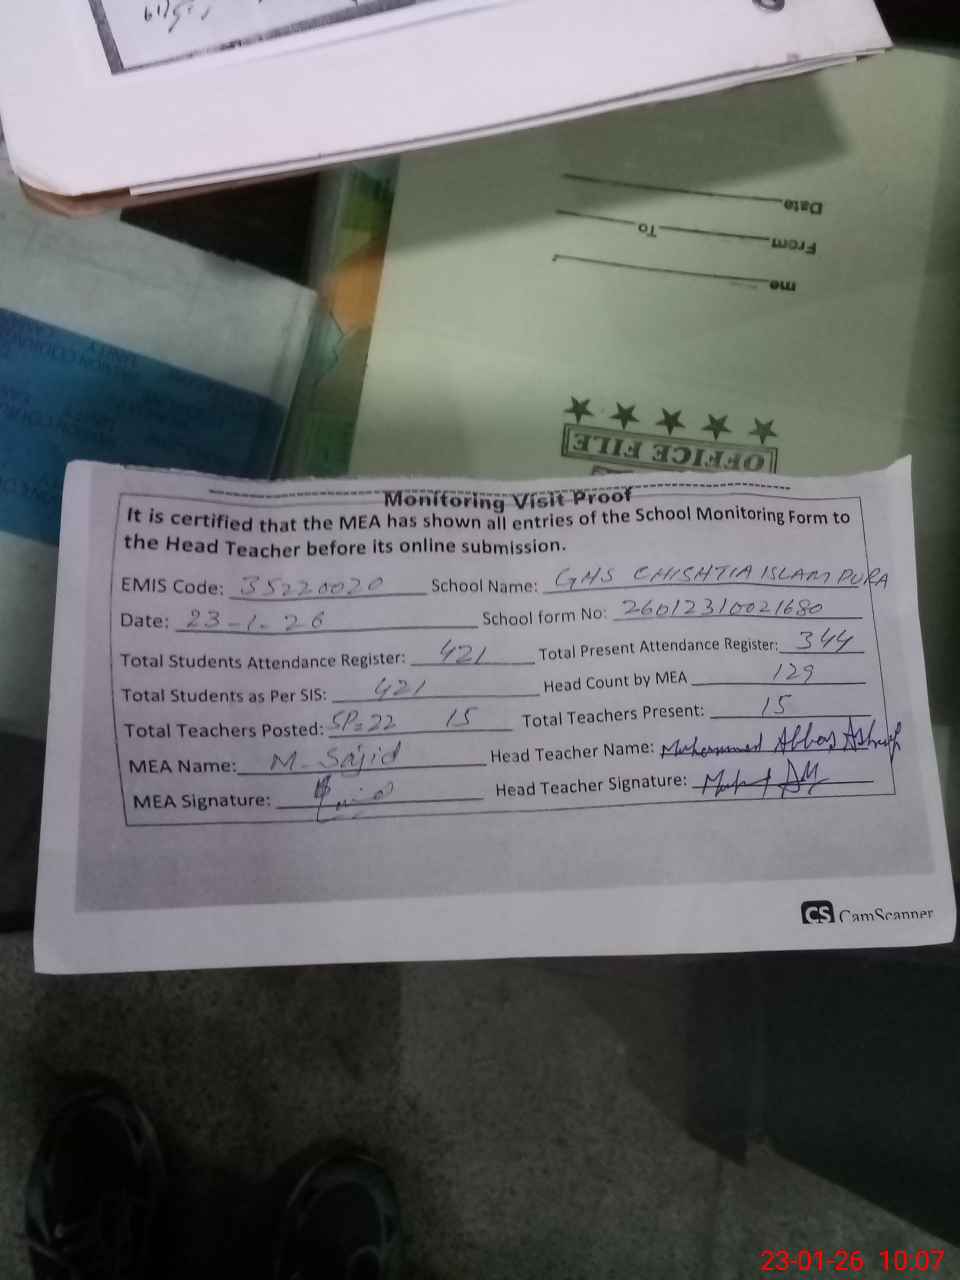 Date
From To
me
OFFICE FILE
Monitoring Visit Proof
It is certified that the MEA has shown all entries of the School Monitoring Form to
the Head Teacher before its online submission.
EMIS Code: 35220020 School Name: GHS CHISHTIA ISLAM PURA
Date: 23-1-26 School form No: 26012310021680
Total Students Attendance Register: 421 Total Present Attendance Register: 344
Total Students as Per SIS: 421 Head Count by MEA 129
Total Teachers Posted: SP=22 15 Total Teachers Present: 15
MEA Name: M-Sajid Head Teacher Name: Muhammad Abbas Ashraf
MEA Signature: Head Teacher Signature:
CS CamScanner
23-01-26 10:07